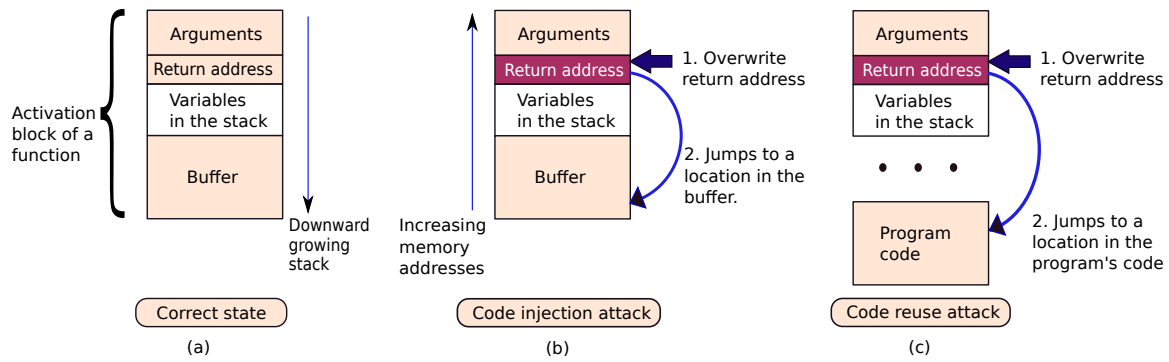 Activation
block of a
function
Arguments
Return address
Variables
in the stack
Buffer
Downward
growing
stack
Correct state
(a)
Increasing
memory
addresses
Arguments
Return address
Variables
in the stack
Buffer
1. Overwrite
return address
2. Jumps to a
location in the
buffer.
Code injection attack
(b)
Arguments
Return address
Variables
in the stack
Program
code
1. Overwrite
return address
2. Jumps to a
location in the
program's code
Code reuse attack
(c)